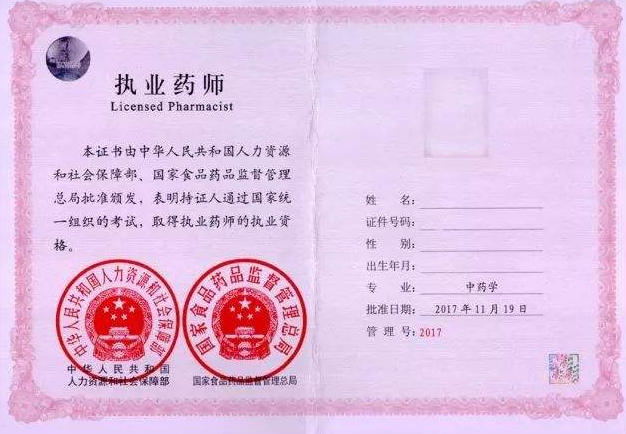 执业药师
Licensed Pharmacist
本证书由中华人民共和国人力资源
和社会保障部、国家食品药品监督管理
总局批准颁发，表明持证人通过国家统
一组织的考试，取得执业药师的执业资
格。
中华人民共和国人力资源和社会保障部
国家食品药品监督管理总局
中华人民共和国
人力资源和社会保障部
国家食品药品监督管理总局
姓 名：
证件号码：
性 别：
出生年月：
专 业： 中药学
批准日期： 2017年11月19日
管 理 号：2017